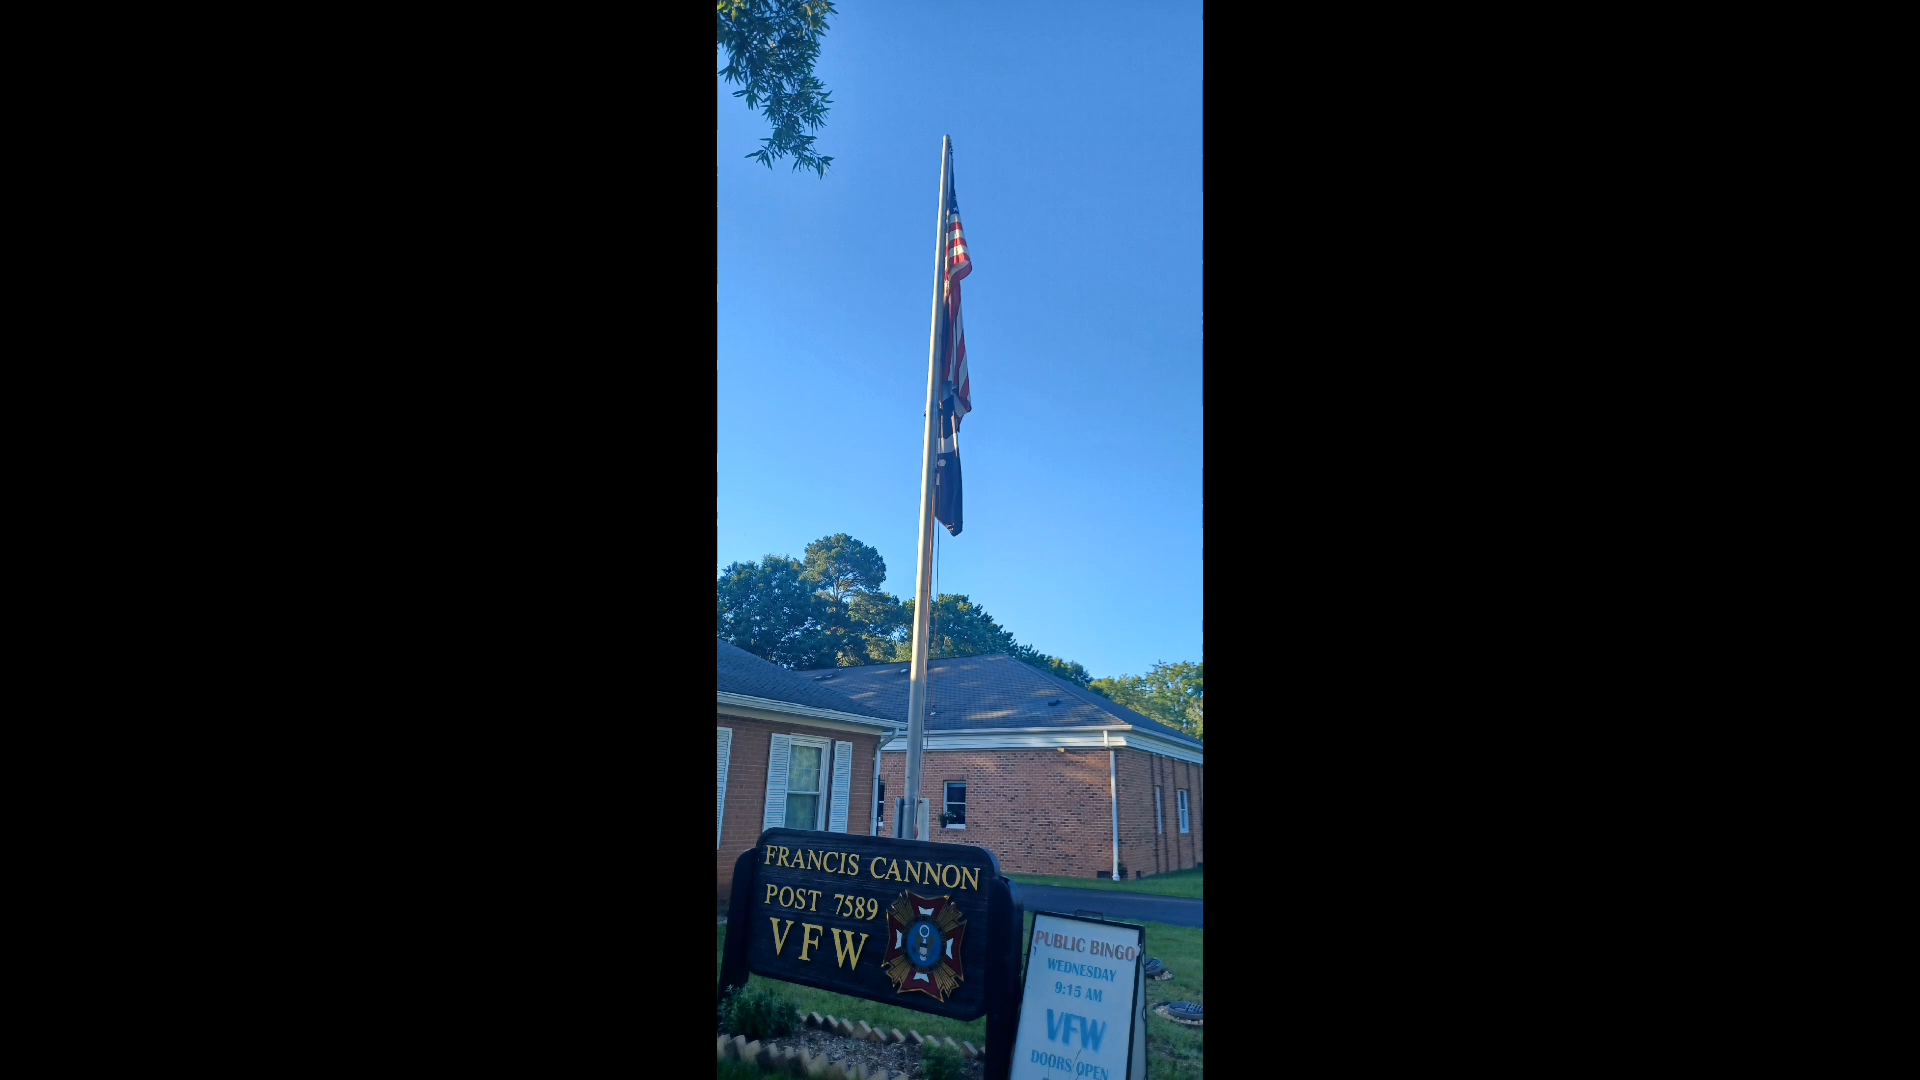 FRANCIS CANNON
POST 7589
VFW
PUBLIC BINGO
WEDNESDAY
9:15 AM
VFW
DOORS OPEN